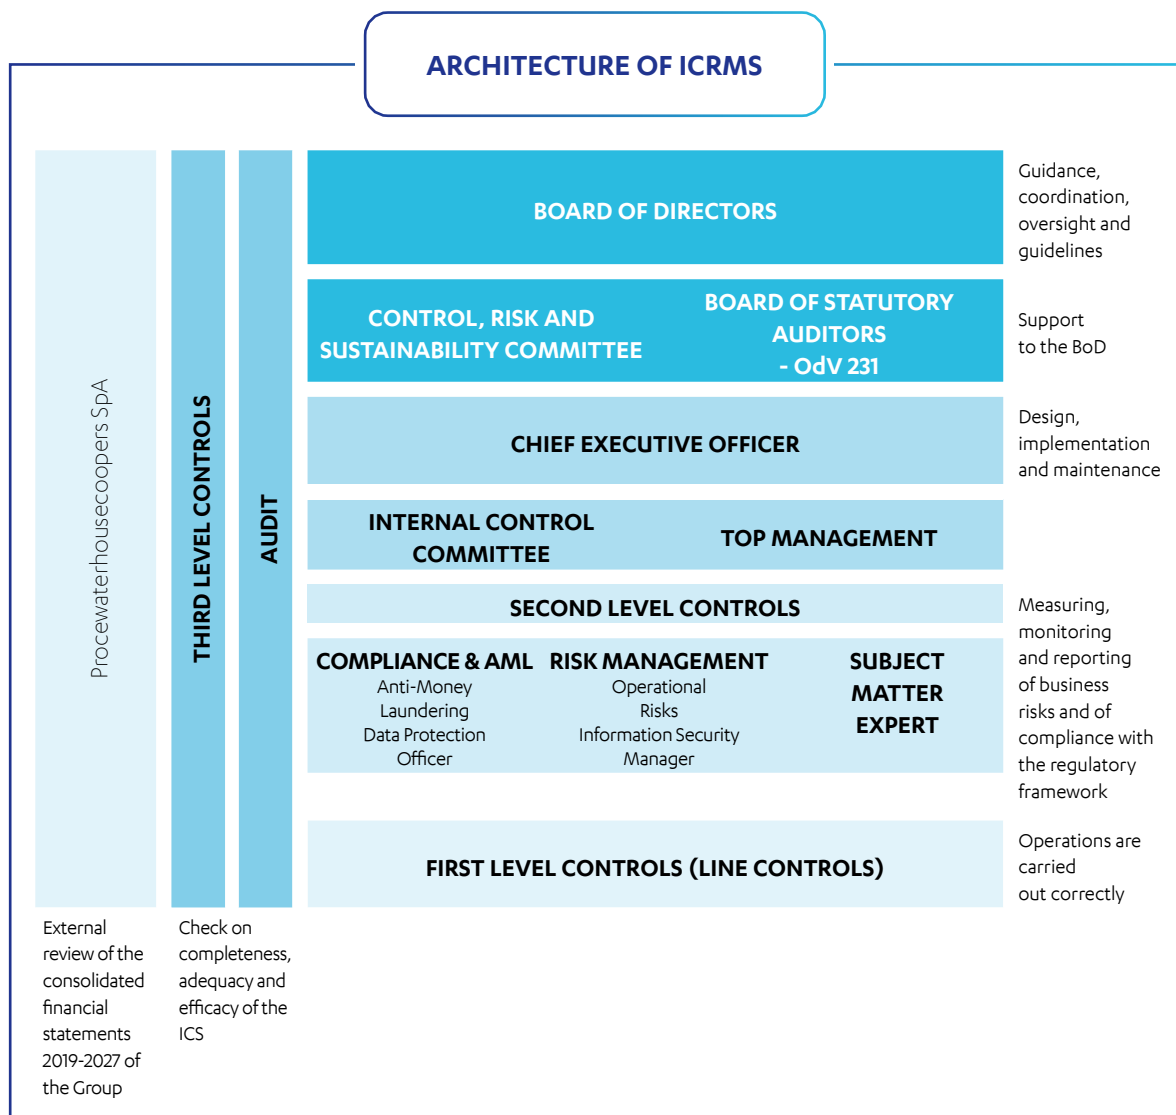 ARCHITECTURE OF ICRMS
Procewaterhousecoopers SpA
THIRD LEVEL CONTROLS
AUDIT
BOARD OF DIRECTORS
Guidance,
coordination,
oversight and
guidelines
CONTROL, RISK AND
SUSTAINABILITY COMMITTEE
BOARD OF STATUTORY
AUDITORS
- OdV 231
Support
to the BoD
CHIEF EXECUTIVE OFFICER
Design,
implementation
and maintenance
INTERNAL CONTROL
COMMITTEE
TOP MANAGEMENT
SECOND LEVEL CONTROLS
COMPLIANCE & AML
Anti-Money
Laundering
Data Protection
Officer
RISK MANAGEMENT
Operational
Risks
Information Security
Manager
SUBJECT
MATTER
EXPERT
Measuring,
monitoring
and reporting
of business
risks and of
compliance with
the regulatory
framework
FIRST LEVEL CONTROLS (LINE CONTROLS)
Operations are
carried
out correctly
External
review of the
consolidated
financial
statements
2019-2027 of
the Group
Check on
completeness,
adequacy and
efficacy of the
ICS